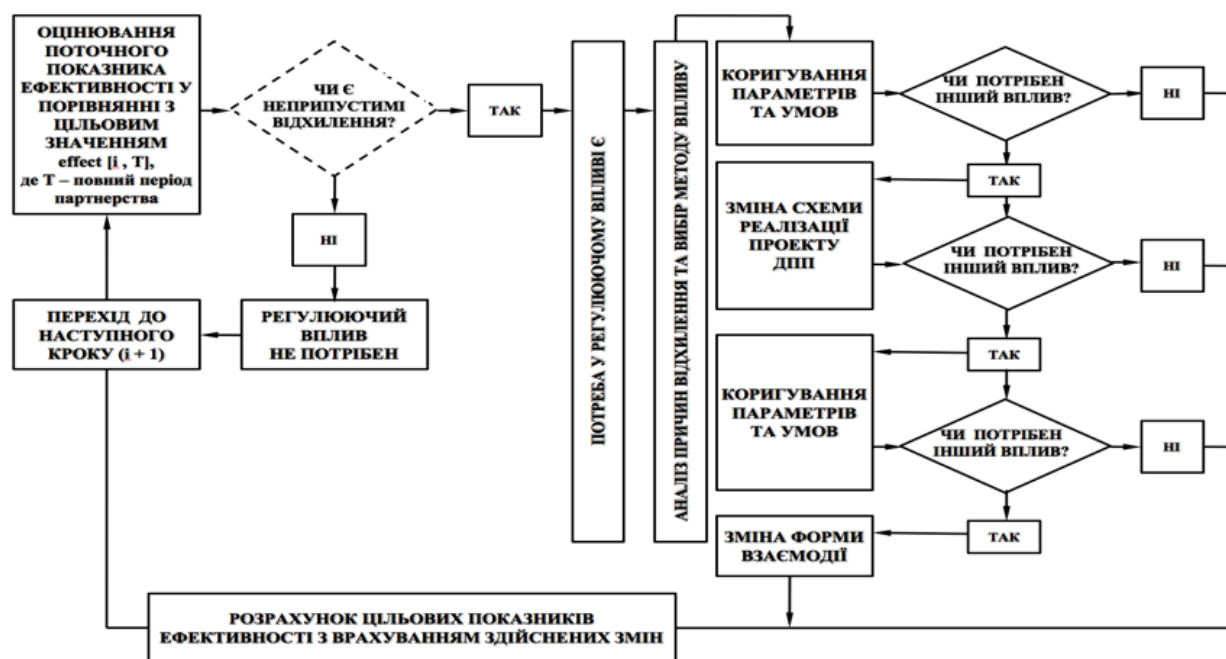 ОЦІНЮВАННЯ
ПОТОЧНОГО
ПОКАЗНИКА
ЕФЕКТИВНОСТІ У
ПОРІВНЯННІ З
ЦІЛЬОВИМ
ЗНАЧЕННЯМ
effect [i , T],
де T – повний період
партнерства
ЧИ Є
НЕПРИПУСТИМІ
ВІДХИЛЕННЯ?
ТАК
НІ
РЕГУЛЮЮЧИЙ
ВПЛИВ
НЕ ПОТРІБЕН
ПЕРЕХІД ДО
НАСТУПНОГО
КРОКУ (i + 1)
ПОТРЕБА У РЕГУЛЮЮЧОМУ ВПЛИВІ Є
АНАЛІЗ ПРИЧИН ВІДХИЛЕННЯ ТА ВИБІР МЕТОДУ ВПЛИВУ
КОРИГУВАННЯ
ПАРАМЕТРІВ
ТА УМОВ
ЧИ ПОТРІБЕН
ІНШИЙ ВПЛИВ?
НІ
ТАК
ЗМІНА СХЕМИ
РЕАЛІЗАЦІЇ
ПРОЕКТУ
ДПП
ЧИ ПОТРІБЕН
ІНШИЙ ВПЛИВ?
НІ
ТАК
КОРИГУВАННЯ
ПАРАМЕТРІВ
ТА УМОВ
ЧИ ПОТРІБЕН
ІНШИЙ ВПЛИВ?
НІ
ТАК
ЗМІНА ФОРМИ
ВЗАЄМОДІЇ
РОЗРАХУНОК ЦІЛЬОВИХ ПОКАЗНИКІВ
ЕФЕКТИВНОСТІ З ВРАХУВАННЯМ ЗДІЙСНЕНИХ ЗМІН